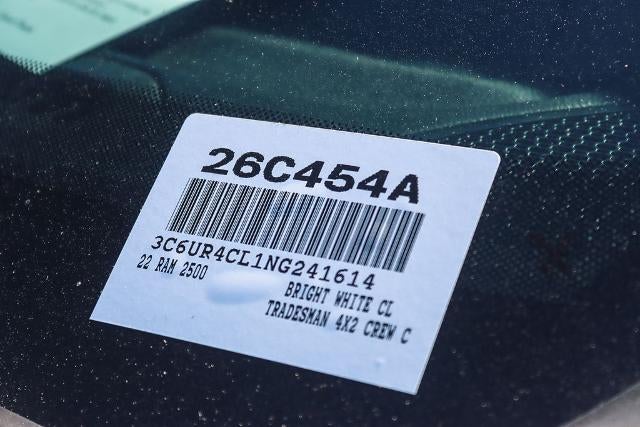 26C454A
3C6UR4CL1NG241614
22 RAM 2500
BRIGHT WHITE CL
TRADESMAN 4X2 CREW C